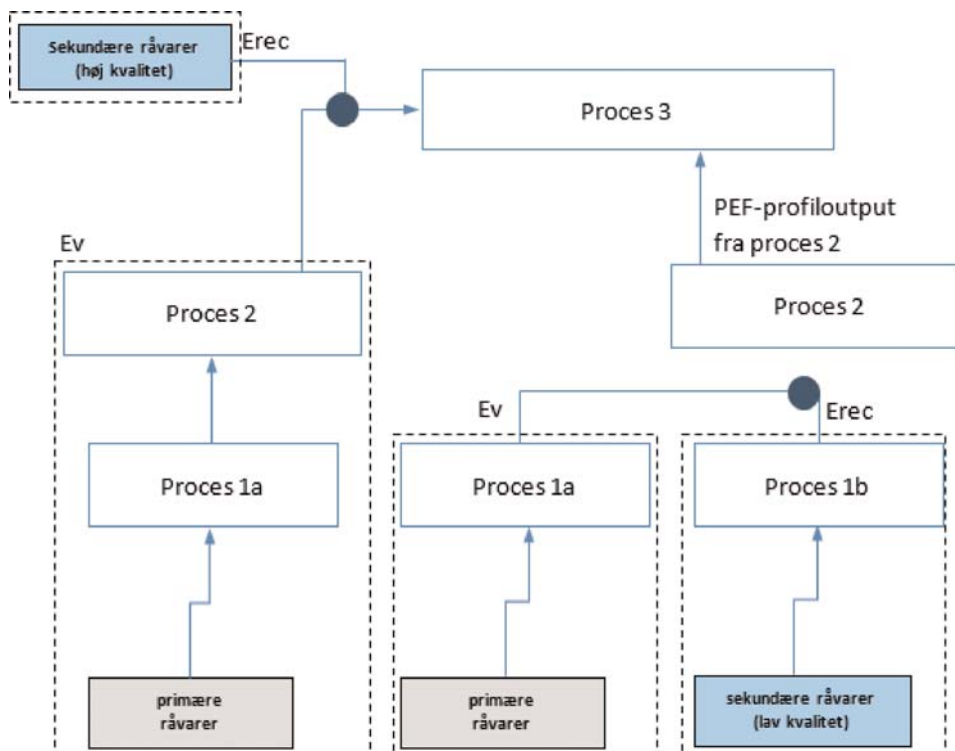 Sekundære råvarer
(høj kvalitet)
Erec
Proces 3
PEF-profiloutput
fra proces 2
Ev
Proces 2
Proces 2
Ev
Erec
Proces 1a
Proces 1a
Proces 1b
primære
råvarer
primære
råvarer
sekundære råvarer
(lav kvalitet)